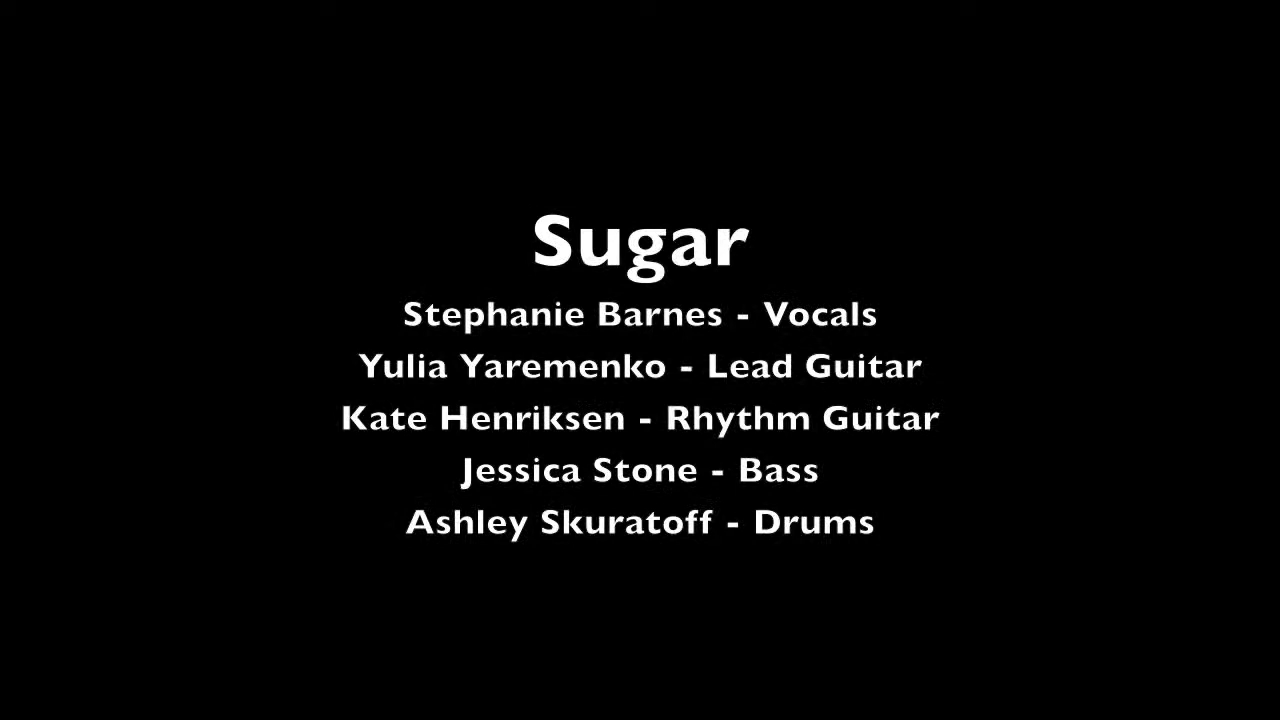 Sugar
Stephanie Barnes - Vocals
Yulia Yaremenko - Lead Guitar
Kate Henriksen - Rhythm Guitar
Jessica Stone - Bass
Ashley Skuratoff - Drums